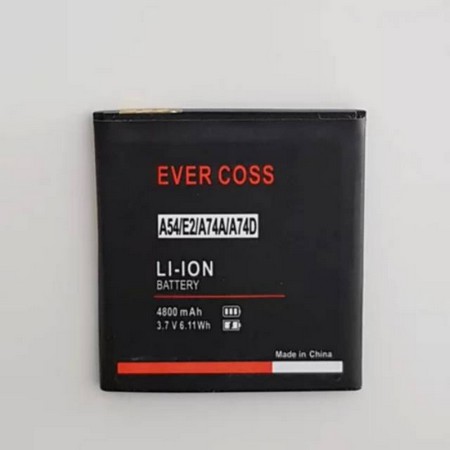 EVER COSS
A54/E2/A74A/A74D
LI-ION
BATTERY
4800 mAh
3.7 V 6.11Wh
Made in China